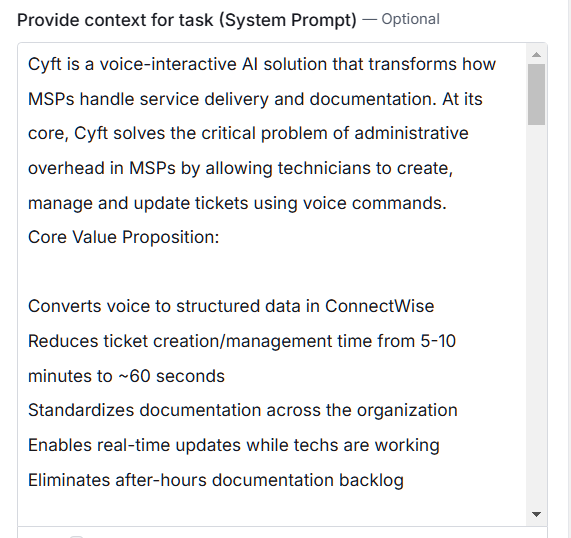 Provide context for task (System Prompt) — Optional
Cyft is a voice-interactive AI solution that transforms how
MSPs handle service delivery and documentation. At its
core, Cyft solves the critical problem of administrative
overhead in MSPs by allowing technicians to create,
manage and update tickets using voice commands.
Core Value Proposition:
Converts voice to structured data in ConnectWise
Reduces ticket creation/management time from 5-10
minutes to ~60 seconds
Standardizes documentation across the organization
Enables real-time updates while techs are working
Eliminates after-hours documentation backlog